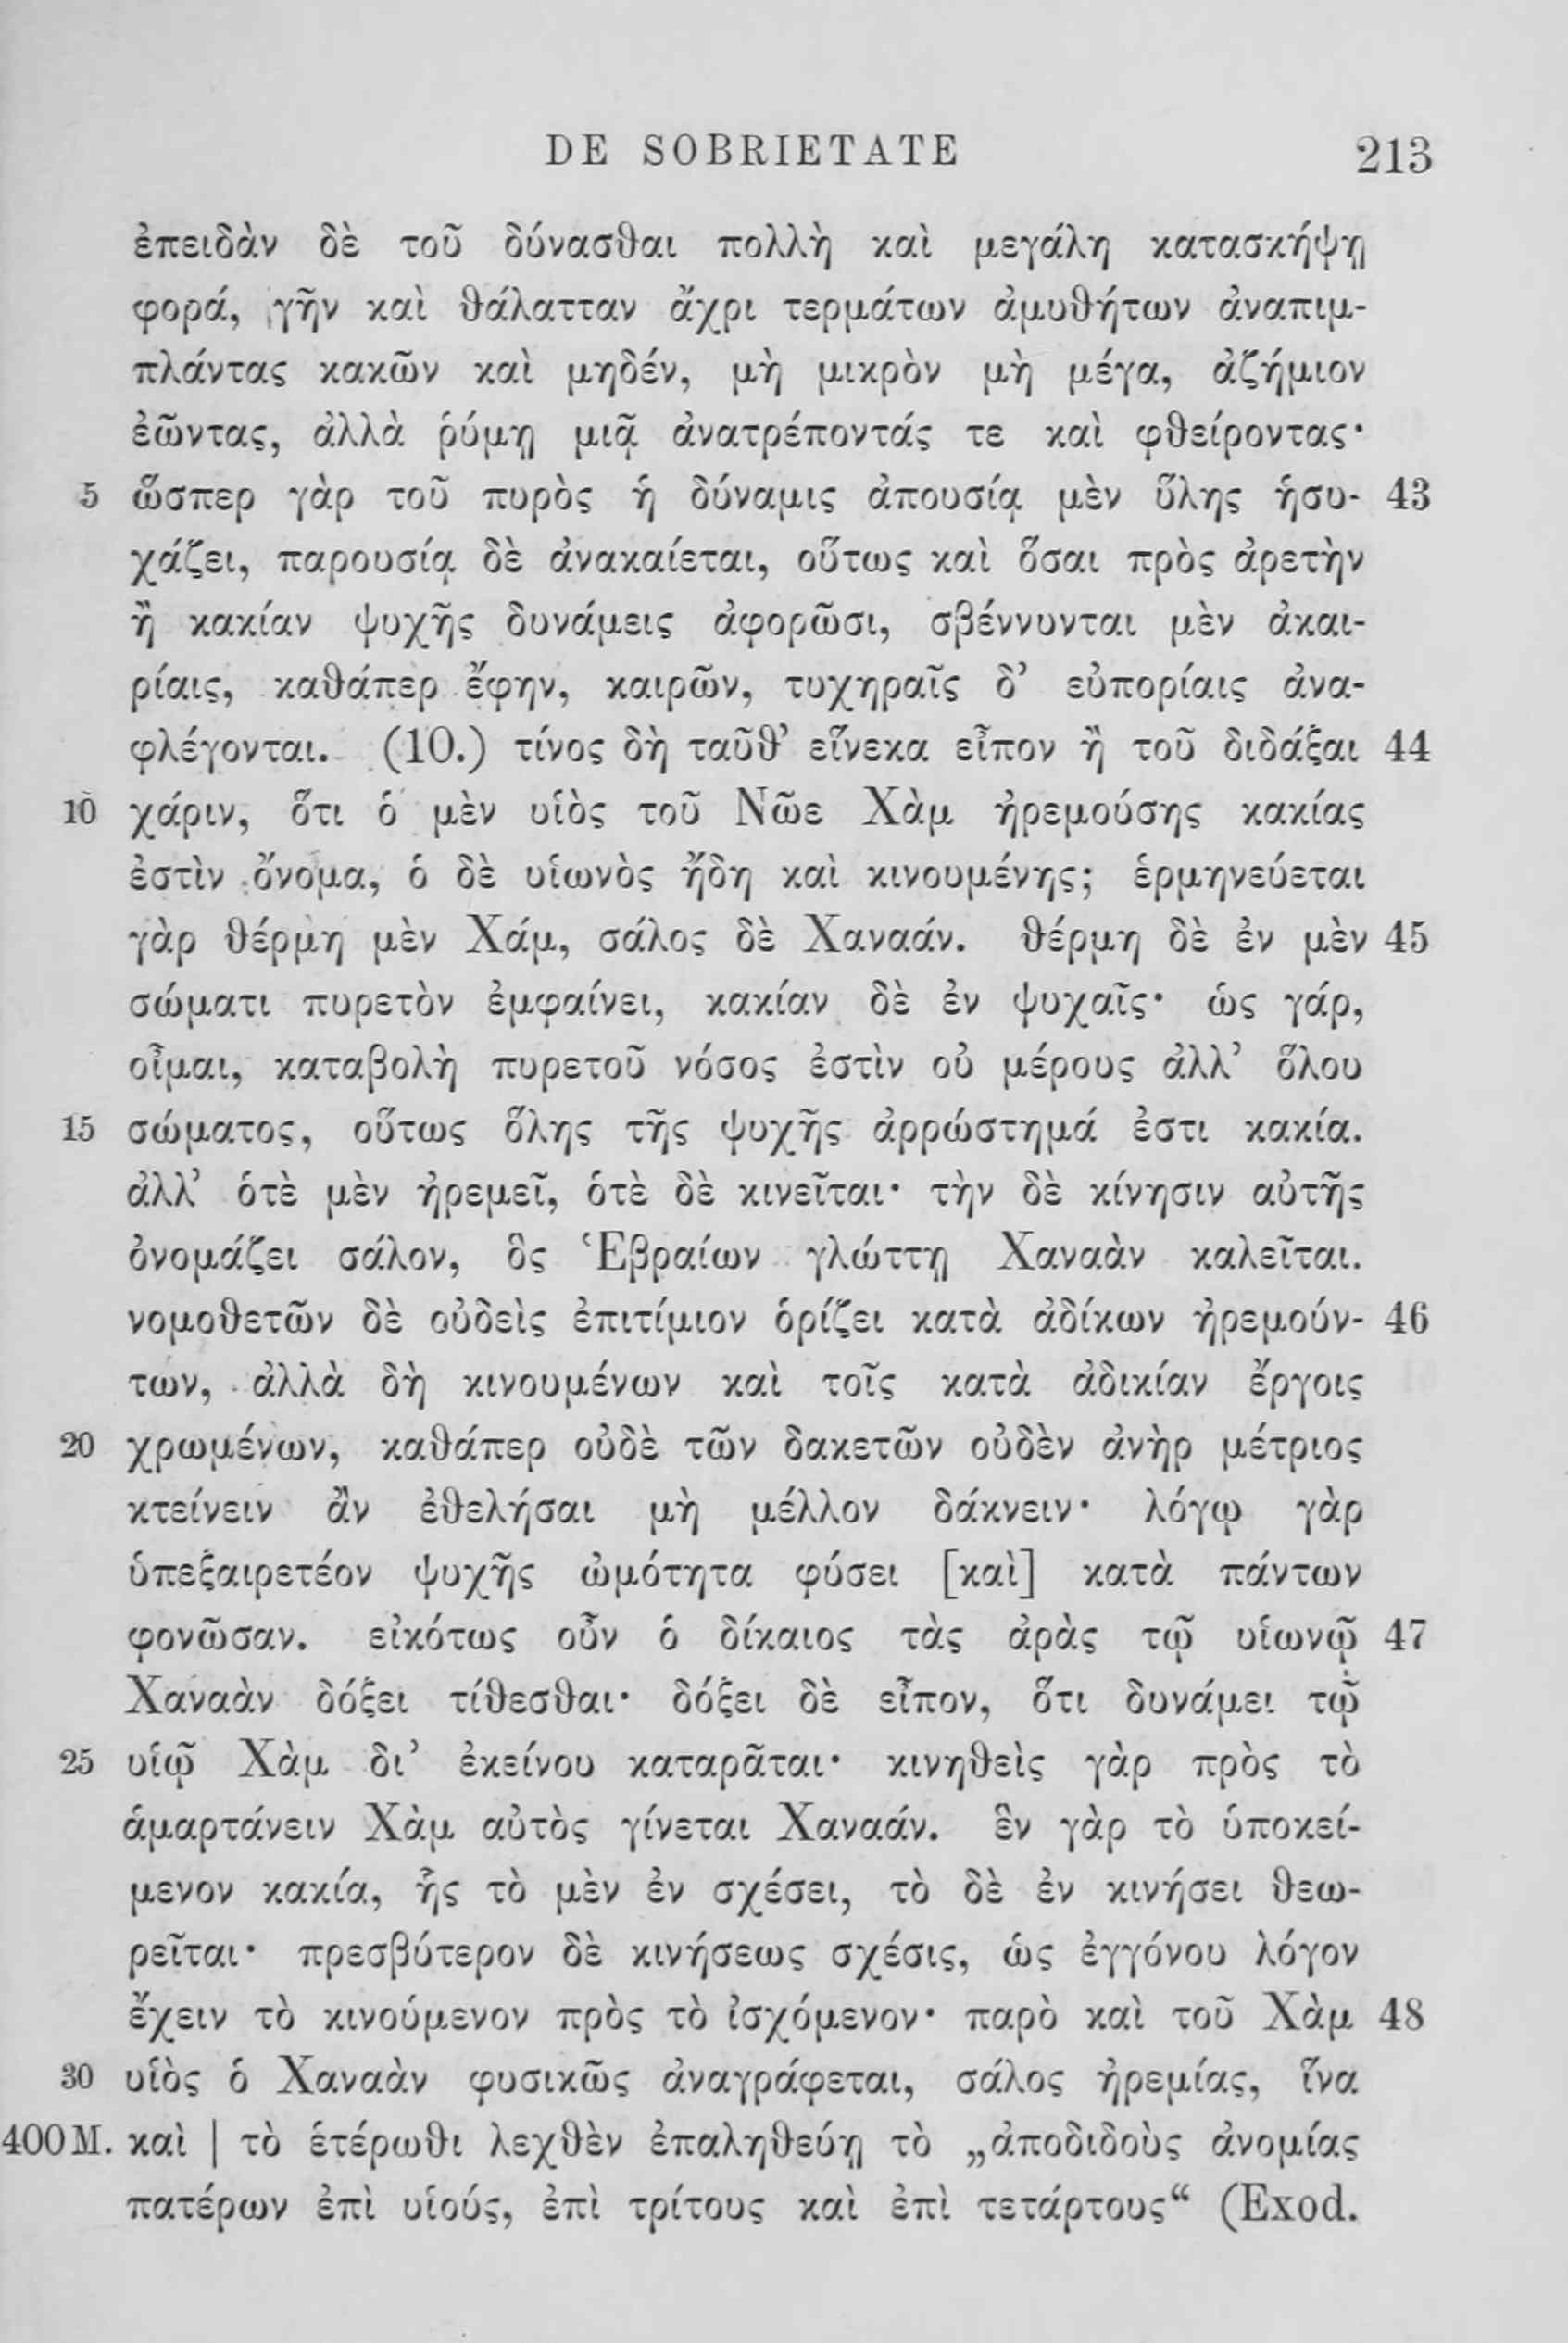 DE SOBRIETATE 213
ἐπειδὰν δὲ τοῦ δύνασθαι πολλὴ καὶ μεγάλη κατασκήψῃ
φορά, γῆν καὶ θάλατταν ἄχρι τερμάτων ἀμυθήτων ἀναπιμ-
πλάντας κακῶν καὶ μηδέν, μὴ μικρὸν μὴ μέγα, ἀζήμιον
ἐῶντας, ἀλλὰ ῥύμῃ μιᾷ ἀνατρέποντάς τε καὶ φθείροντας·
5 ὥσπερ γὰρ τοῦ πυρὸς ἡ δύναμις ἀπουσίᾳ μὲν ὕλης ἡσυ- 43
χάζει, παρουσίᾳ δὲ ἀνακαίεται, οὕτως καὶ ὅσαι πρὸς ἀρετὴν
ἢ κακίαν ψυχῆς δυνάμεις ἀφορῶσι, σβέννυνται μὲν ἀκαι-
ρίαις, καθάπερ ἔφην, καιρῶν, τυχηραῖς δ’ εὐπορίαις ἀνα-
φλέγονται. (10.) τίνος δὴ ταῦθ’ εἵνεκα εἶπον ἢ τοῦ διδάξαι 44
10 χάριν, ὅτι ὁ μὲν υἱὸς τοῦ Νῶε Χὰμ ἠρεμούσης κακίας
ἐστὶν ὄνομα, ὁ δὲ υἱωνὸς ἤδη καὶ κινουμένης; ἑρμηνεύεται
γὰρ θέρμη μὲν Χάμ, σάλος δὲ Χαναάν. θέρμη δὲ ἐν μὲν 45
σώματι πυρετὸν ἐμφαίνει, κακίαν δὲ ἐν ψυχαῖς· ὡς γάρ,
οἶμαι, καταβολὴ πυρετοῦ νόσος ἐστὶν οὐ μέρους ἀλλ’ ὅλου
15 σώματος, οὕτως ὅλης τῆς ψυχῆς ἀρρώστημά ἐστι κακία.
ἀλλ’ ὁτὲ μὲν ἠρεμεῖ, ὁτὲ δὲ κινεῖται· τὴν δὲ κίνησιν αὐτῆς
ὀνομάζει σάλον, ὃς Ἑβραίων γλώττῃ Χαναὰν καλεῖται.
νομοθετῶν δὲ οὐδεὶς ἐπιτίμιον ὁρίζει κατὰ ἀδίκων ἠρεμούν- 46
των, ἀλλὰ δὴ κινουμένων καὶ τοῖς κατὰ ἀδικίαν ἔργοις
20 χρωμένων, καθάπερ οὐδὲ τῶν δακετῶν οὐδὲν ἀνὴρ μέτριος
κτείνειν ἂν ἐθελήσαι μὴ μέλλον δάκνειν· λόγῳ γὰρ
ὑπεξαιρετέον ψυχῆς ὠμότητα φύσει [καὶ] κατὰ πάντων
φονῶσαν. εἰκότως οὖν ὁ δίκαιος τὰς ἀρὰς τῷ υἱωνῷ 47
Χαναὰν δόξει τίθεσθαι· δόξει δὲ εἶπον, ὅτι δυνάμει τῷ
25 υἱῷ Χὰμ δι’ ἐκείνου καταρᾶται· κινηθεὶς γὰρ πρὸς τὸ
ἁμαρτάνειν Χὰμ αὐτὸς γίνεται Χαναάν. ἓν γὰρ τὸ ὑποκεί-
μενον κακία, ἧς τὸ μὲν ἐν σχέσει, τὸ δὲ ἐν κινήσει θεω-
ρεῖται· πρεσβύτερον δὲ κινήσεως σχέσις, ὡς ἐγγόνου λόγον
ἔχειν τὸ κινούμενον πρὸς τὸ ἰσχόμενον· παρὸ καὶ τοῦ Χὰμ 48
30 υἱὸς ὁ Χαναὰν φυσικῶς ἀναγράφεται, σάλος ἠρεμίας, ἵνα
400 M. καὶ | τὸ ἑτέρωθι λεχθὲν ἐπαληθεύῃ τὸ „ἀποδιδοὺς ἀνομίας
πατέρων ἐπὶ υἱούς, ἐπὶ τρίτους καὶ ἐπὶ τετάρτους“ (Exod.